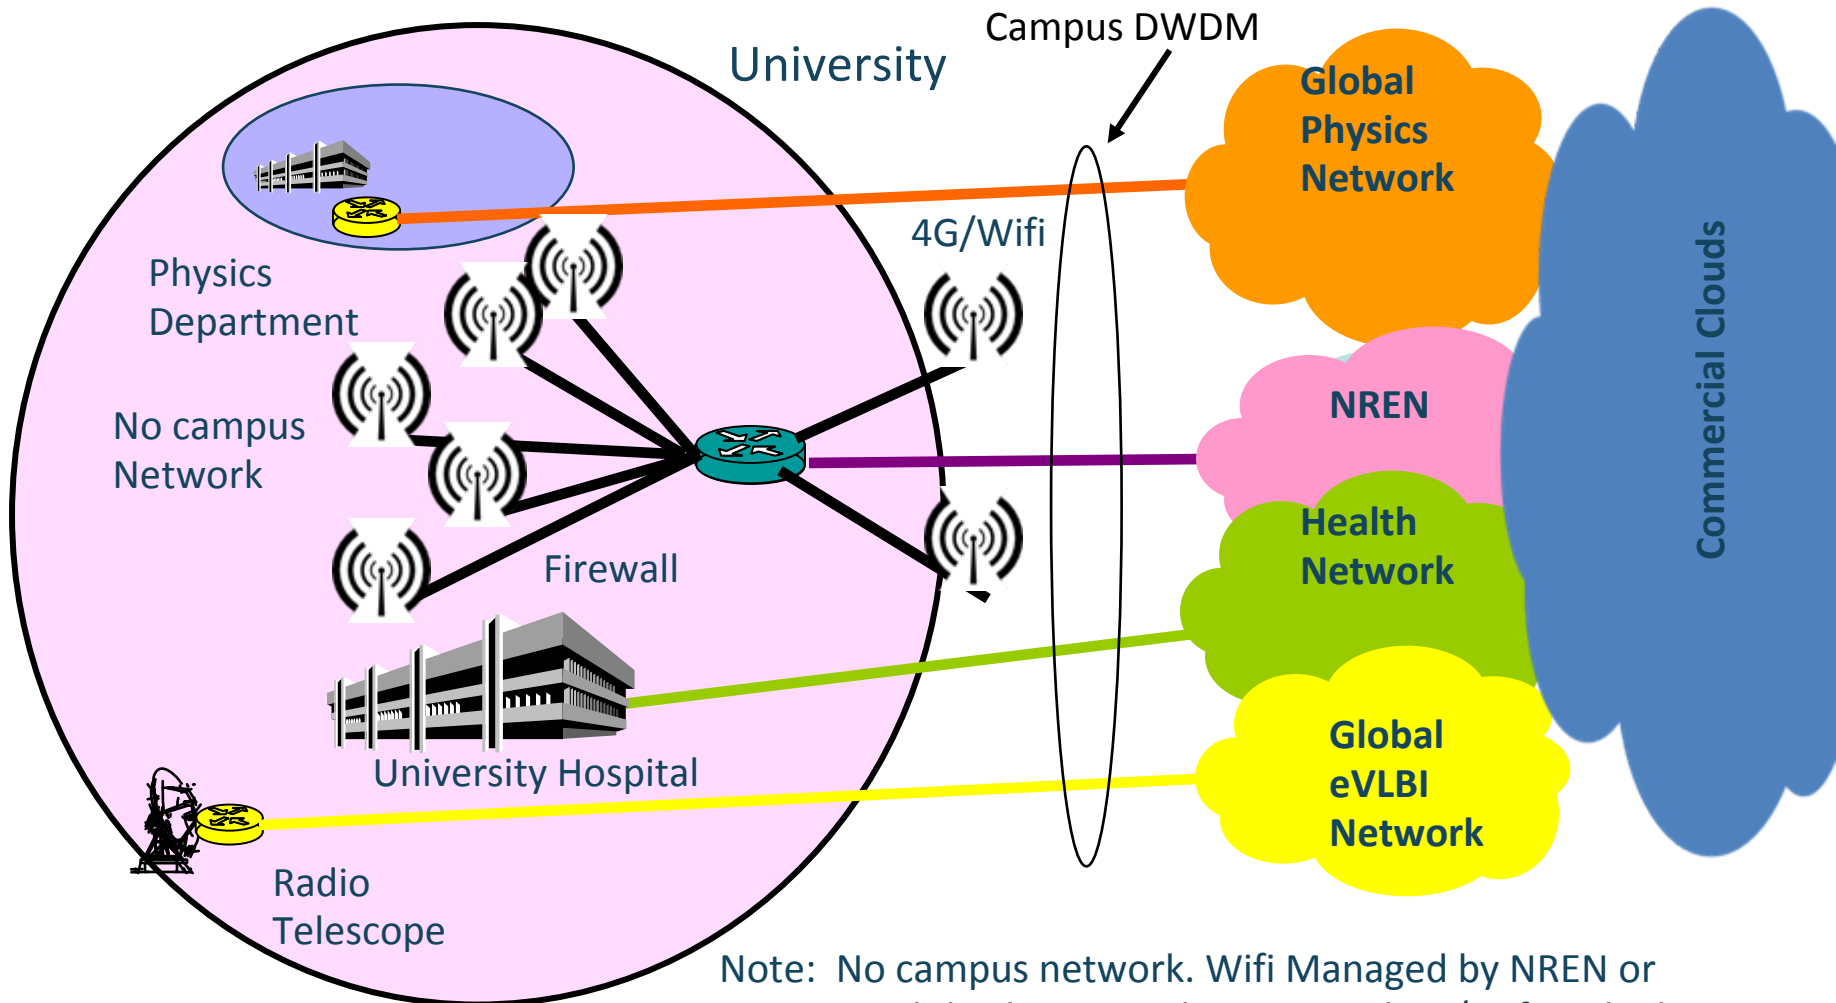 Campus DWDM
University
Global
Physics
Network
4G/Wifi
Physics
Department
Commercial Clouds
No campus
Network
NREN
Health
Network
Firewall
University Hospital
Global
eVLBI
Network
Radio
Telescope
Note: No campus network. Wifi Managed by NREN or